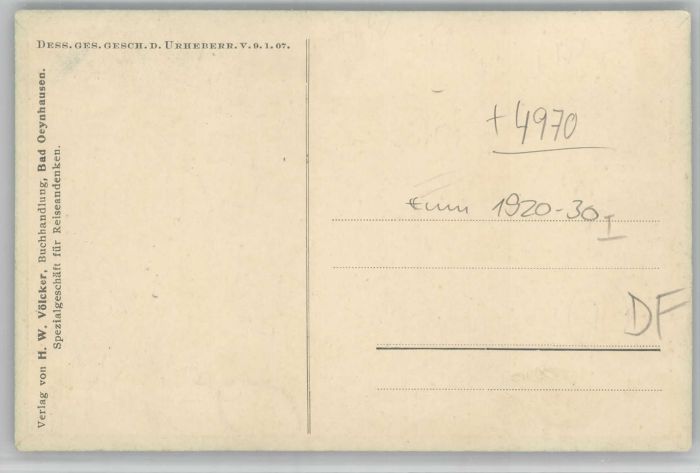 DESS. GES. GESCH. D. URHEBERR. V. 9. 1. 07.
Verlag von H. W. Völcker, Buchhandlung, Bad Oeynhausen.
Spezialgeschäft für Reiseandenken.
+4970
1920-30 I
DF